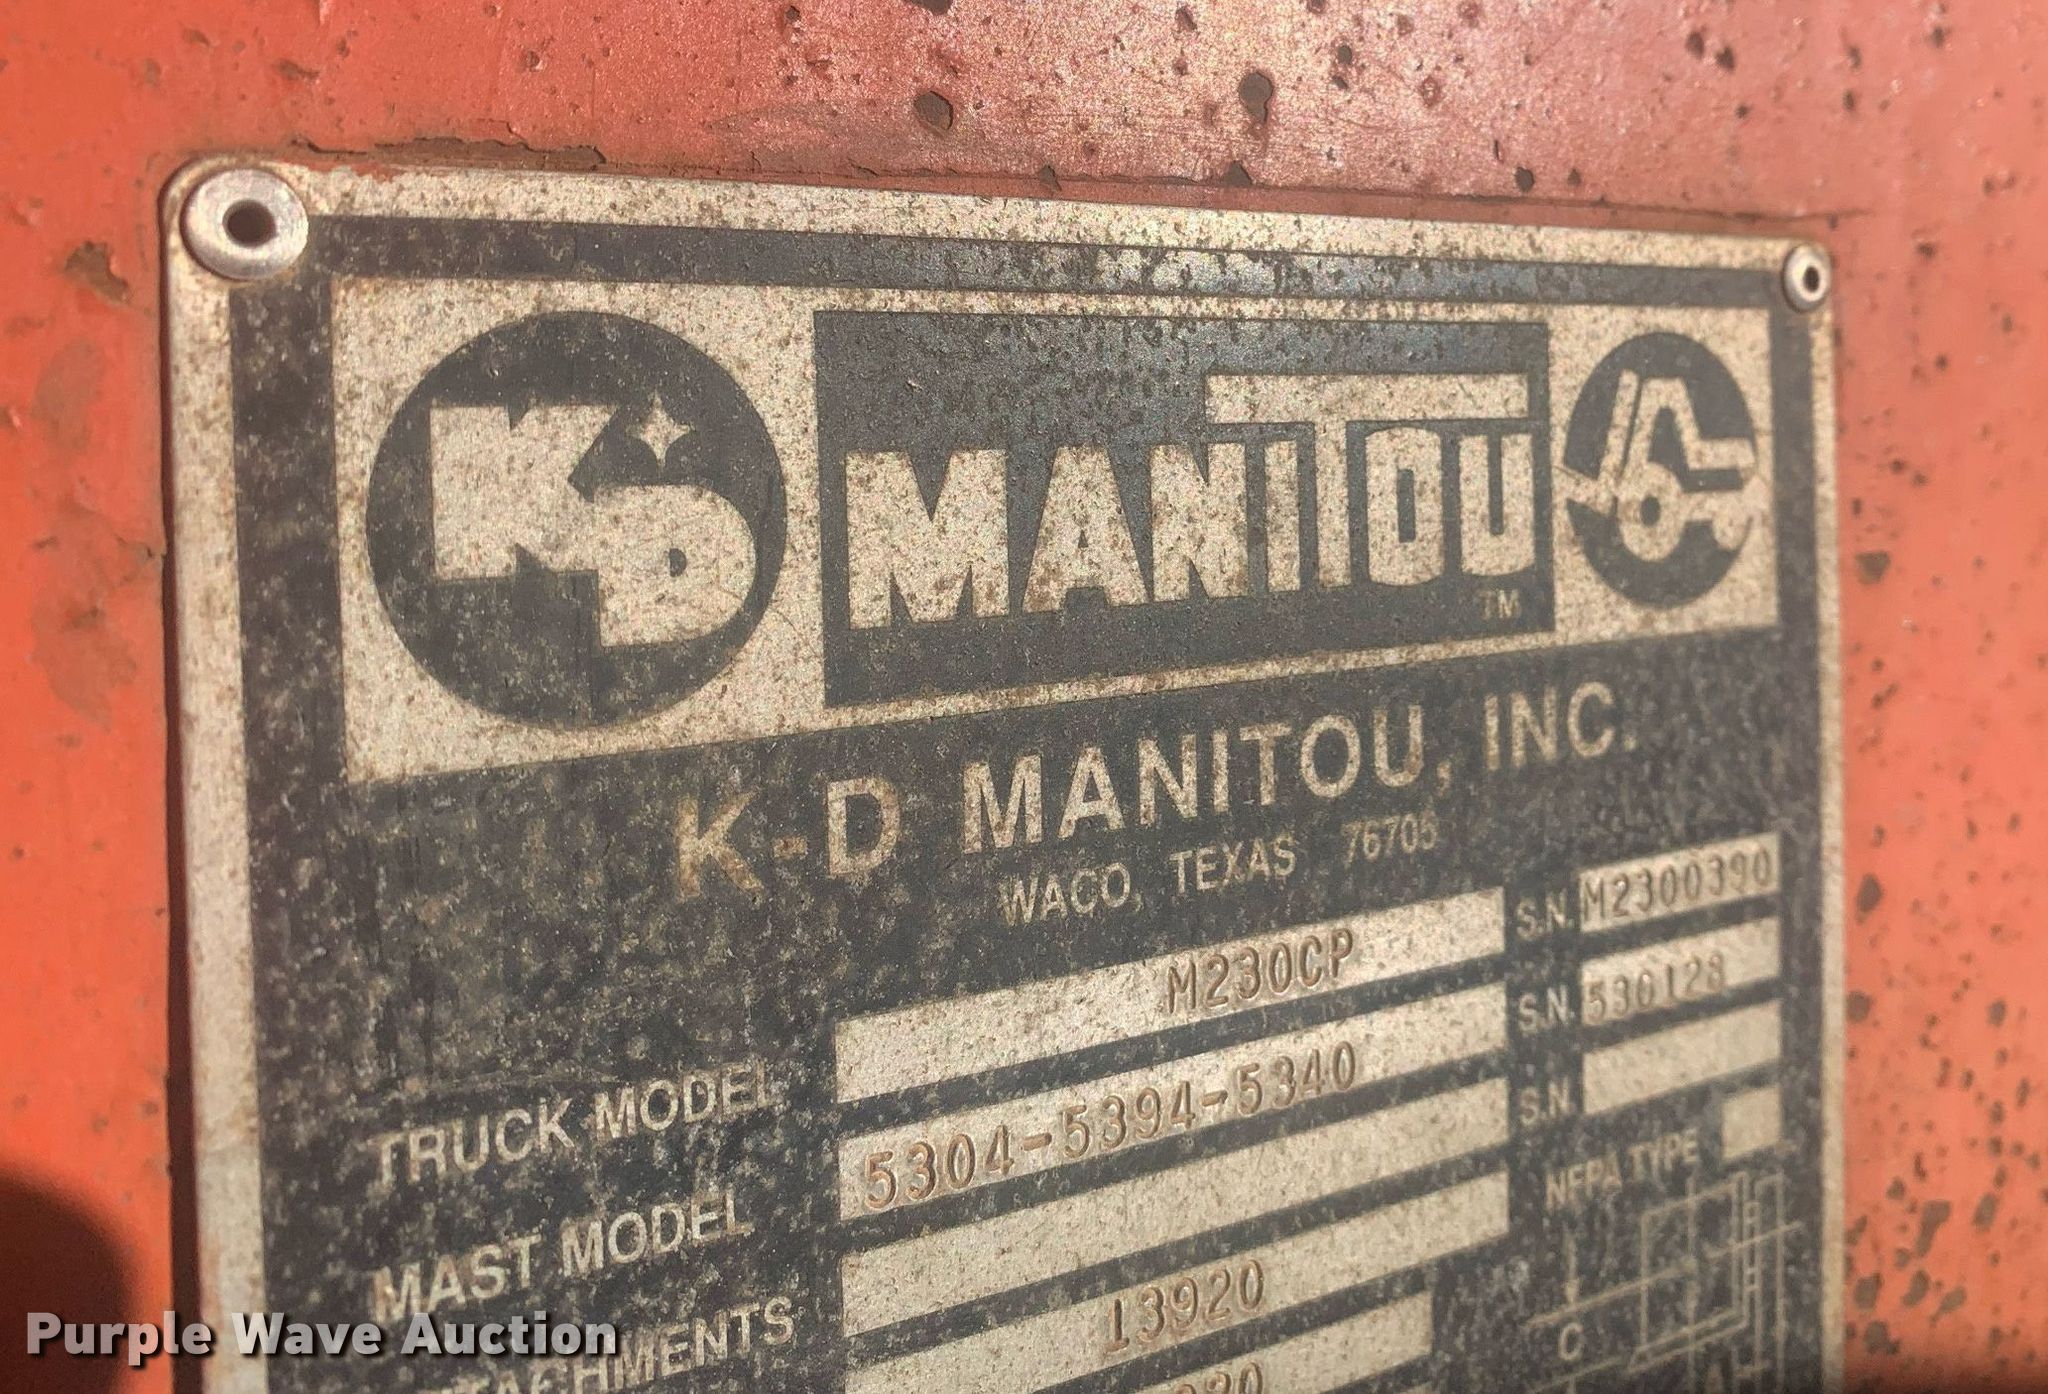 KD MANITOU
TM
K-D MANITOU, INC.
WACO, TEXAS 76705
TRUCK MODEL M230CP S.N. M2300390
MAST MODEL 5304-5394-5340 S.N. 530128
S.N.
NFPA TYPE
13920
C
Purple Wave Auction